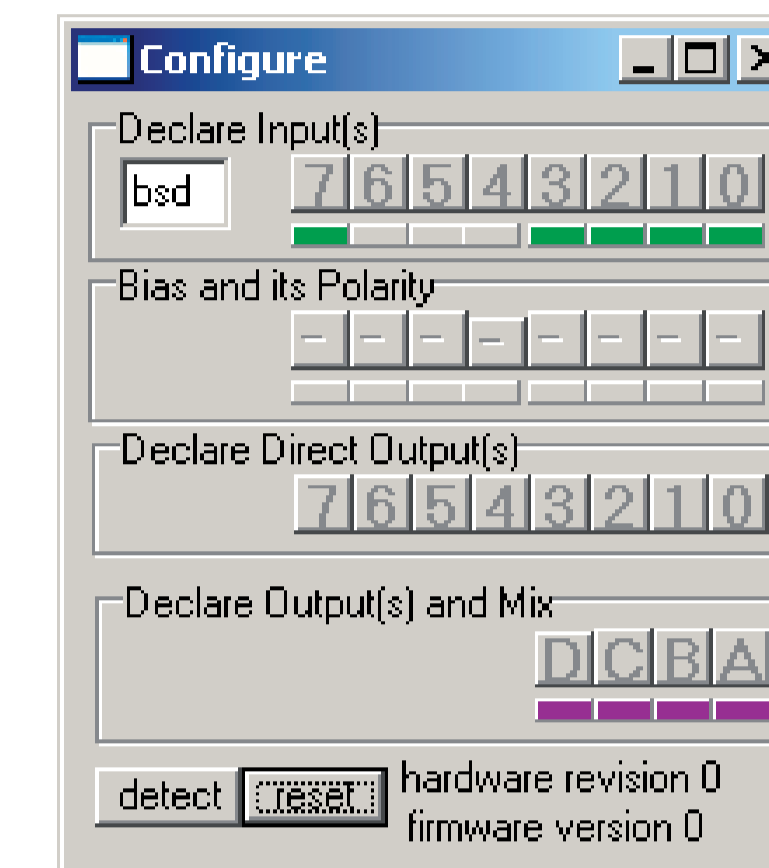 Configure
Declare Input(s)
bsd 7 6 5 4 3 2 1 0
Bias and its Polarity
- - - - - - - -
Declare Direct Output(s)
7 6 5 4 3 2 1 0
Declare Output(s) and Mix
D C B A
detect reset hardware revision 0
firmware version 0